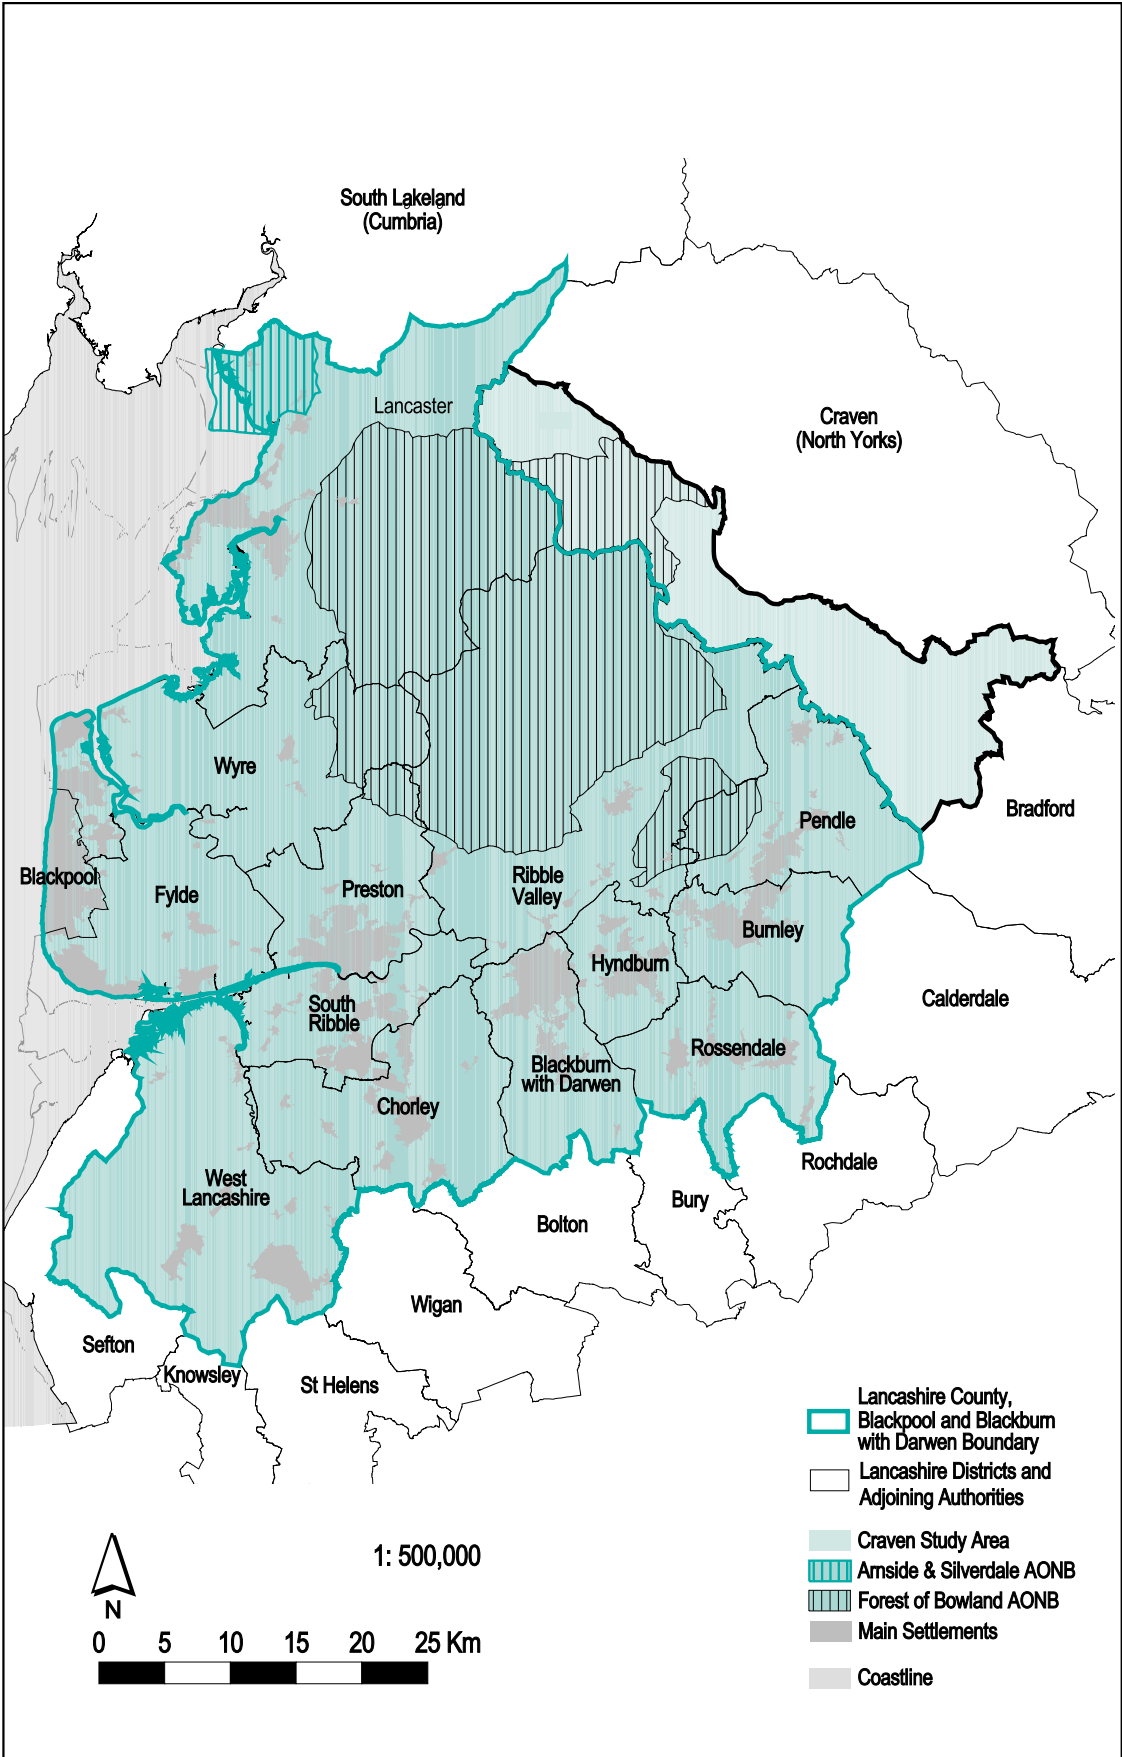 South Lakeland
(Cumbria)
Lancaster
Craven
(North Yorks)
Wyre
Bradford
Pendle
Blackpool
Fylde
Preston
Ribble
Valley
Burnley
Hyndburn
Calderdale
South
Ribble
Rossendale
Blackburn
with Darwen
Chorley
Rochdale
West
Lancashire
Bury
Bolton
Wigan
Sefton
Knowsley
St Helens
Lancashire County,
Blackpool and Blackburn
with Darwen Boundary
Lancashire Districts and
Adjoining Authorities
Craven Study Area
Arnside & Silverdale AONB
Forest of Bowland AONB
Main Settlements
Coastline
1: 500,000
N
0 5 10 15 20 25 Km